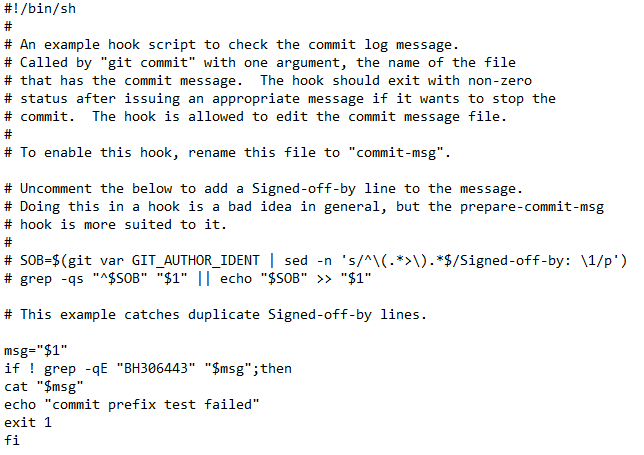 #!/bin/sh
#
# An example hook script to check the commit log message.
# Called by "git commit" with one argument, the name of the file
# that has the commit message.  The hook should exit with non-zero
# status after issuing an appropriate message if it wants to stop the
# commit.  The hook is allowed to edit the commit message file.
#
# To enable this hook, rename this file to "commit-msg".

# Uncomment the below to add a Signed-off-by line to the message.
# Doing this in a hook is a bad idea in general, but the prepare-commit-msg
# hook is more suited to it.
#
# SOB=$(git var GIT_AUTHOR_IDENT | sed -n 's/^\(.*>\).*$/Signed-off-by: \1/p')
# grep -qs "^$SOB" "$1" || echo "$SOB" >> "$1"

# This example catches duplicate Signed-off-by lines.

msg="$1"
if ! grep -qE "BH306443" "$msg";then
cat "$msg"
echo "commit prefix test failed"
exit 1
fi